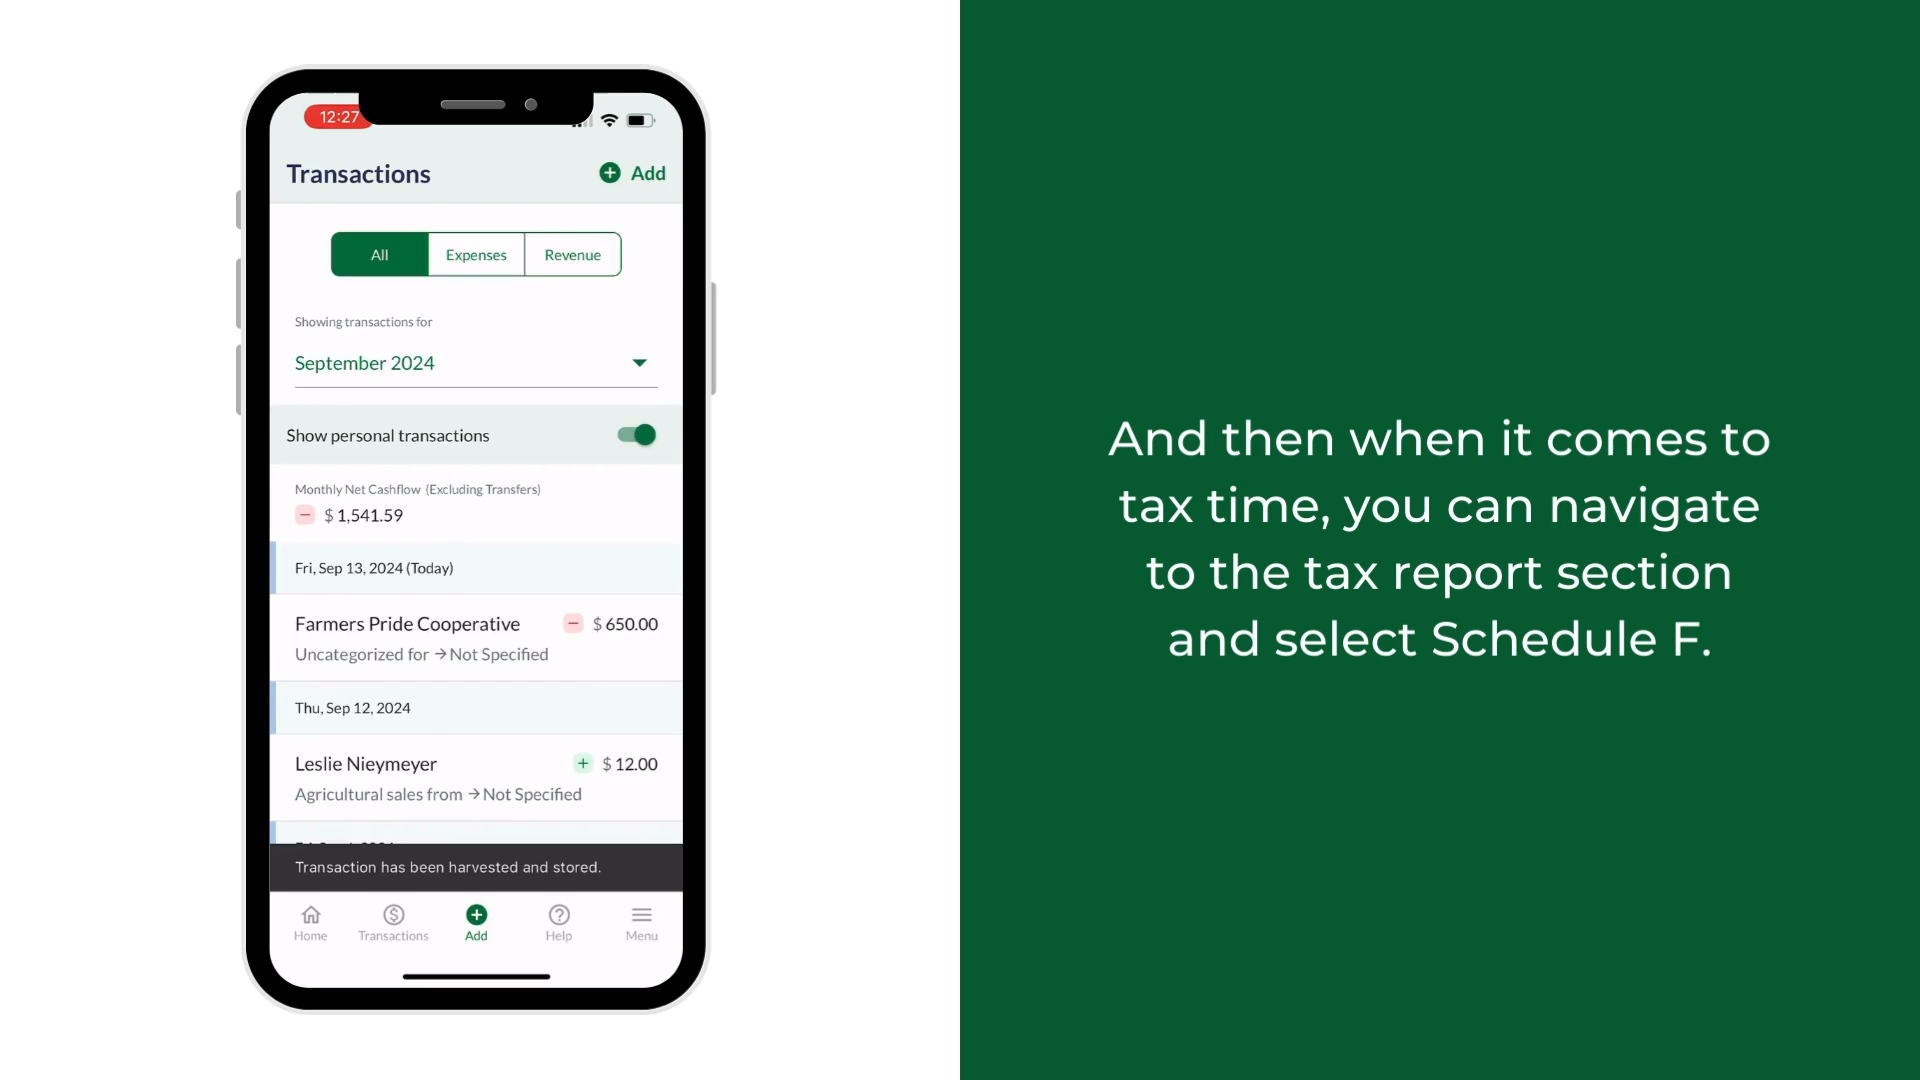 12:27
Transactions
Add
All
Expenses
Revenue
Showing transactions for
September 2024
Show personal transactions
Monthly Net Cashflow (Excluding Transfers)
− $ 1,541.59
Fri, Sep 13, 2024 (Today)
Farmers Pride Cooperative − $ 650.00
Uncategorized for → Not Specified
Thu, Sep 12, 2024
Leslie Nieymeyer + $ 12.00
Agricultural sales from → Not Specified
Transaction has been harvested and stored.
Home Transactions Add Help Menu
And then when it comes to
tax time, you can navigate
to the tax report section
and select Schedule F.